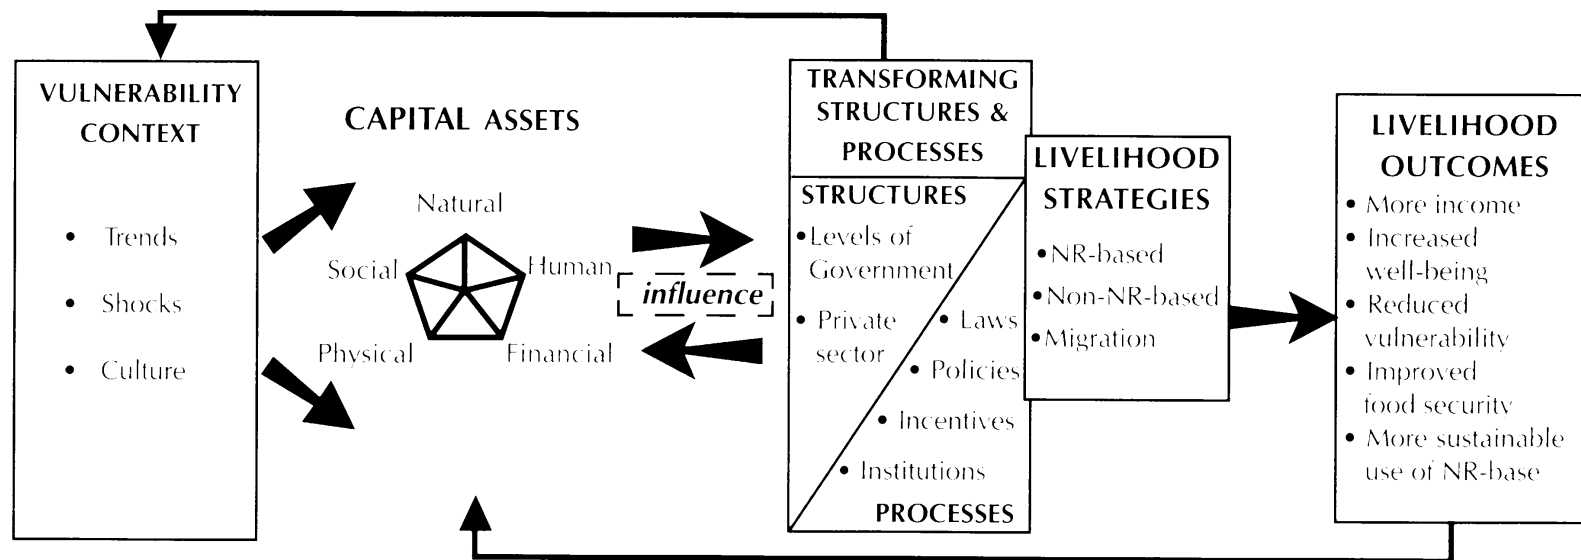 VULNERABILITY
CONTEXT
• Trends
• Shocks
• Culture
CAPITAL ASSETS
Natural
Social
Human
Physical
Financial
influence
TRANSFORMING
STRUCTURES &
PROCESSES
STRUCTURES
• Levels of
Government
• Private
sector
• Laws
• Policies
• Incentives
• Institutions
PROCESSES
LIVELIHOOD
STRATEGIES
• NR-based
• Non-NR-based
• Migration
LIVELIHOOD
OUTCOMES
• More income
• Increased
well-being
• Reduced
vulnerability
• Improved
food security
• More sustainable
use of NR-base